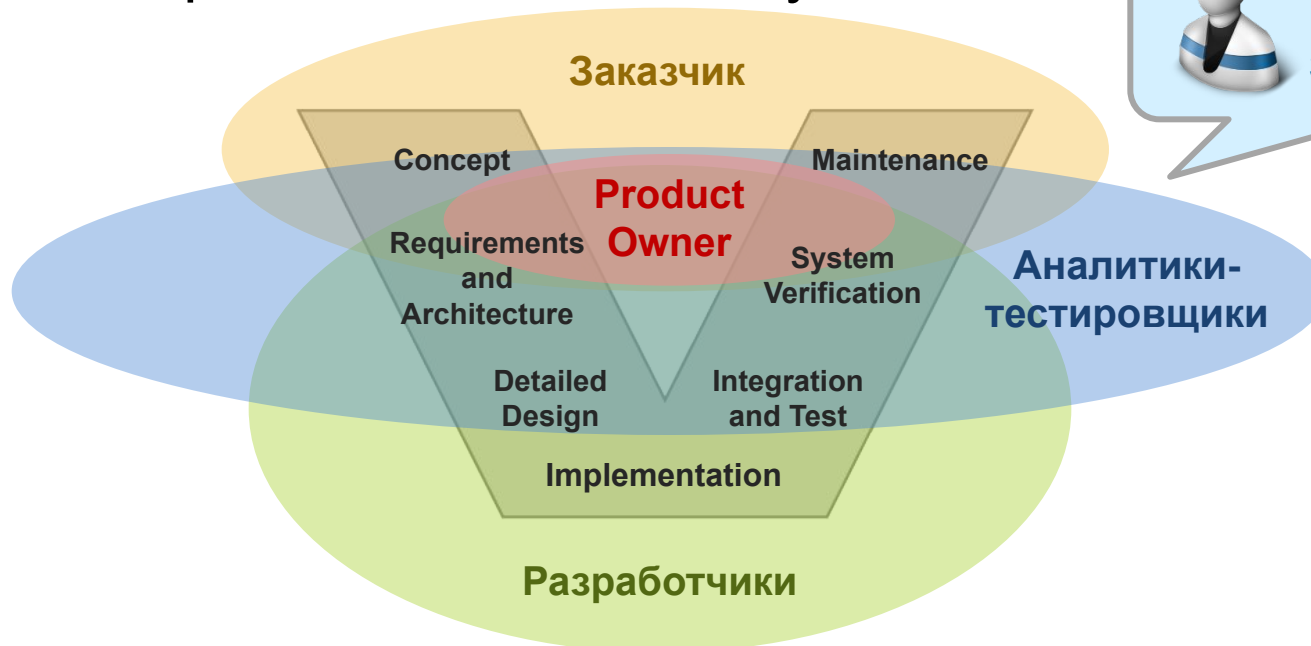 Заказчик
Concept
Maintenance
Product
Owner
Requirements
and
Architecture
System
Verification
Аналитики-
тестировщики
Detailed
Design
Integration
and Test
Implementation
Разработчики